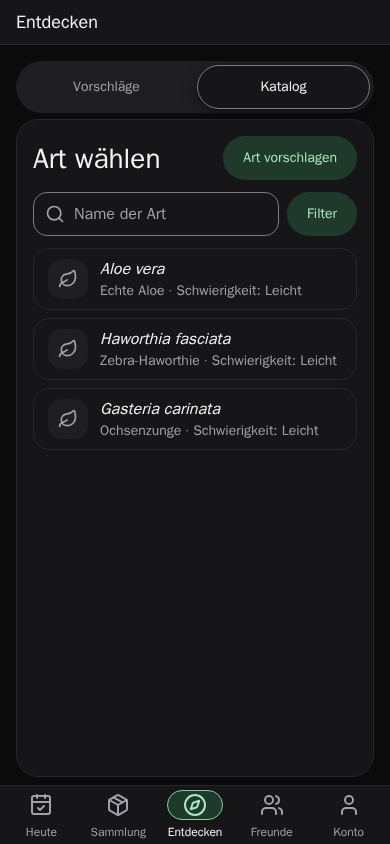 Entdecken
Vorschläge
Katalog
Art wählen
Art vorschlagen
Name der Art
Filter
Aloe vera
Echte Aloe · Schwierigkeit: Leicht
Haworthia fasciata
Zebra-Haworthie · Schwierigkeit: Leicht
Gasteria carinata
Ochsenzunge · Schwierigkeit: Leicht
Heute
Sammlung
Entdecken
Freunde
Konto